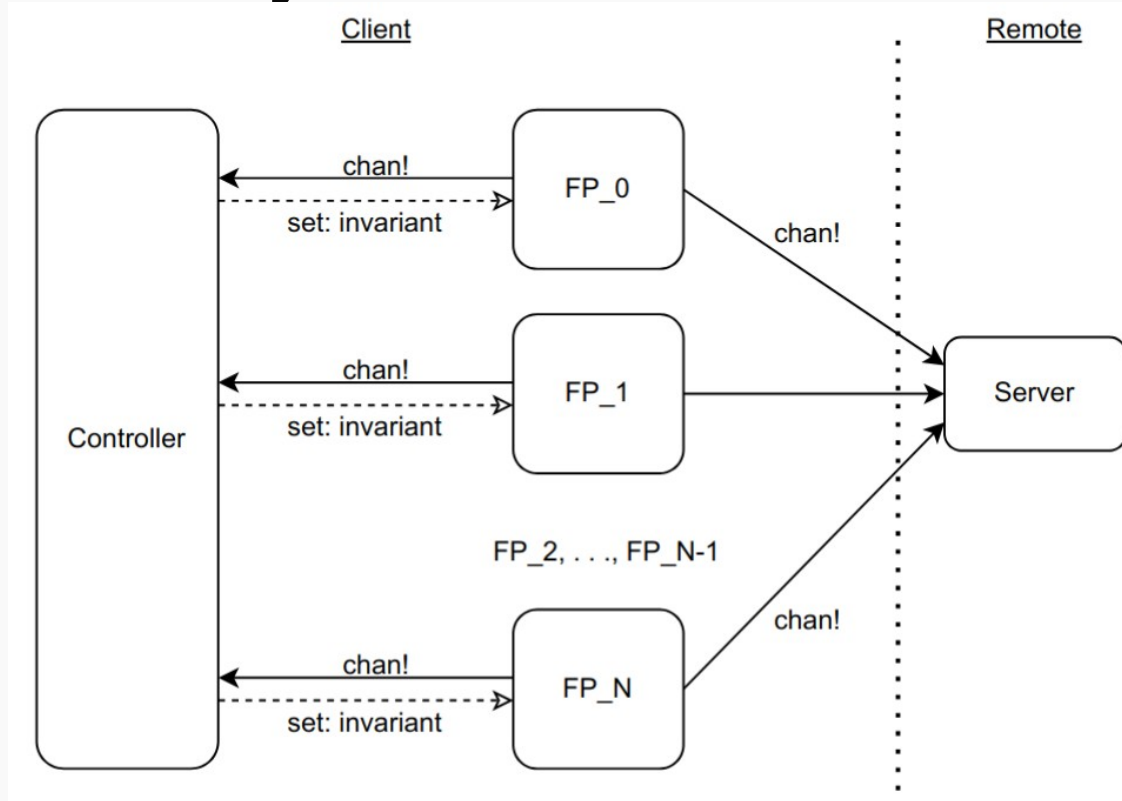 Client
Remote
chan!
set: invariant
FP_0
chan!
chan!
set: invariant
FP_1
Server
Controller
FP_2, . . ., FP_N-1
chan!
chan!
set: invariant
FP_N